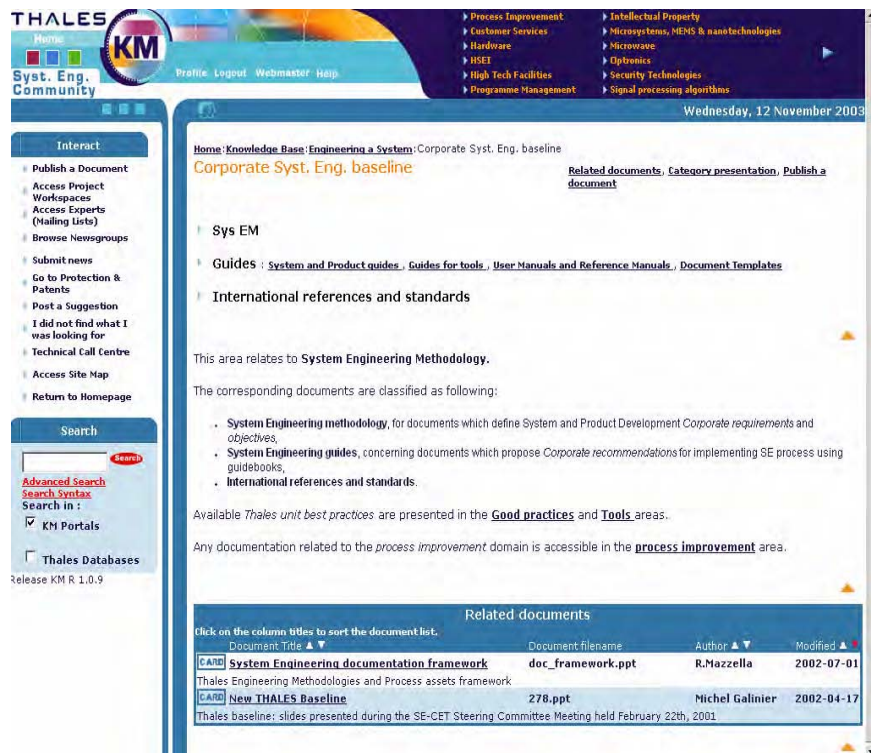 THALES
Home
KM
Syst. Eng.
Community
Profile Logout Webmaster Help
Process Improvement
Customer Services
Hardware
HSEI
High Tech Facilities
Programme Management
Intellectual Property
Microsystems, MEMS & nanotechnologies
Microwave
Optronics
Security Technologies
Signal processing algorithms
Wednesday, 12 November 2003
Interact
Publish a Document
Access Project
Workspaces
Access Experts
(Mailing Lists)
Browse Newsgroups
Submit news
Go to Protection &
Patents
Post a Suggestion
I did not find what I
was looking for
Technical Call Centre
Access Site Map
Return to Homepage
Search
Search
Advanced Search
Search Syntax
Search in :
KM Portals
Thales Databases
Release KM R 1.0.9
Home:Knowledge Base:Engineering a System:Corporate Syst. Eng. baseline
Corporate Syst. Eng. baseline
Related documents, Category presentation, Publish a
document
Sys EM
Guides : System and Product guides , Guides for tools , User Manuals and Reference Manuals , Document Templates
International references and standards
This area relates to System Engineering Methodology.
The corresponding documents are classified as following:
System Engineering methodology, for documents which define System and Product Development Corporate requirements and
objectives,
System Engineering guides, concerning documents which propose Corporate recommendations for implementing SE process using
guidebooks,
International references and standards.
Available Thales unit best practices are presented in the Good practices and Tools areas.
Any documentation related to the process improvement domain is accessible in the process improvement area.
Related documents
Click on the column titles to sort the document list.
Document Title Document filename Author Modified
CARD System Engineering documentation framework doc_framework.ppt R.Mazzella 2002-07-01
Thales Engineering Methodologies and Process assets framework
CARD New THALES Baseline 278.ppt Michel Galinier 2002-04-17
Thales baseline: slides presented during the SE-CET Steering Committee Meeting held February 22th, 2001